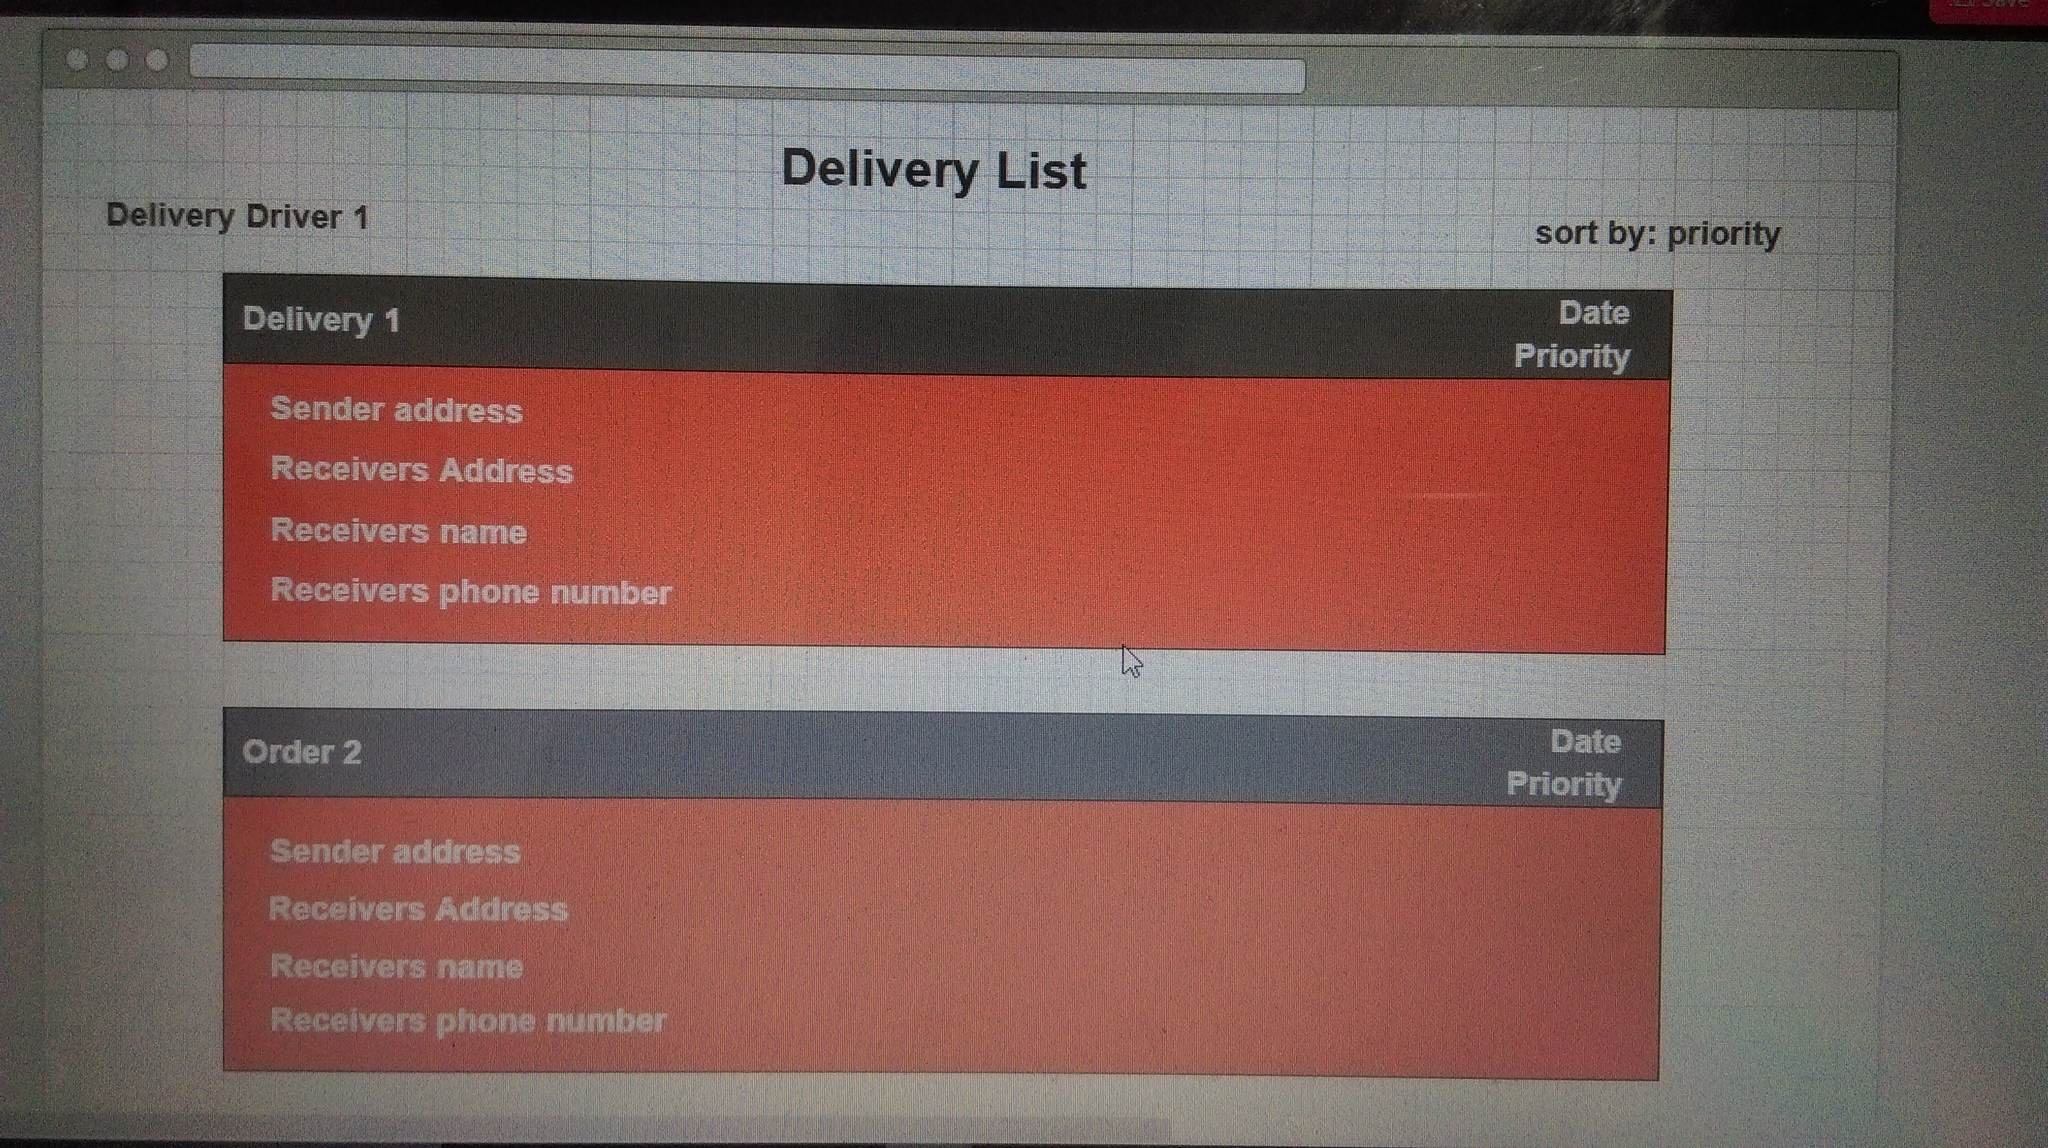 Save
Delivery List
Delivery Driver 1
sort by: priority
Delivery 1
Date
Priority
Sender address
Receivers Address
Receivers name
Receivers phone number
Order 2
Date
Priority
Sender address
Receivers Address
Receivers name
Receivers phone number